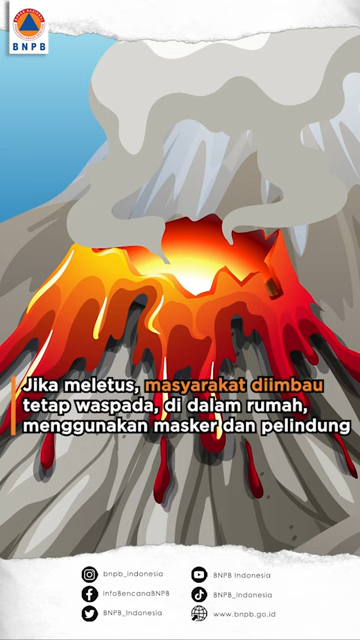 BNPB
Jika meletus, masyarakat diimbau
tetap waspada, di dalam rumah,
menggunakan masker dan pelindung
bnpb_indonesia
BNPB Indonesia
InfoBencanaBNPB
BNPB_Indonesia
BNPB_Indonesia
www.bnpb.go.id